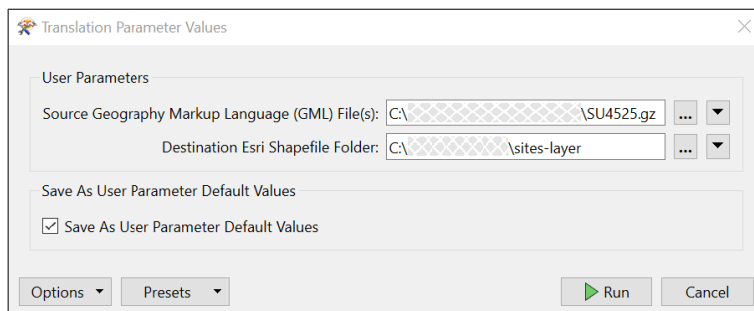 Translation Parameter Values
User Parameters
Source Geography Markup Language (GML) File(s): C:\ \SU4525.gz ...
Destination Esri Shapefile Folder: C:\ \sites-layer ...
Save As User Parameter Default Values
Save As User Parameter Default Values
Options Presets Run Cancel